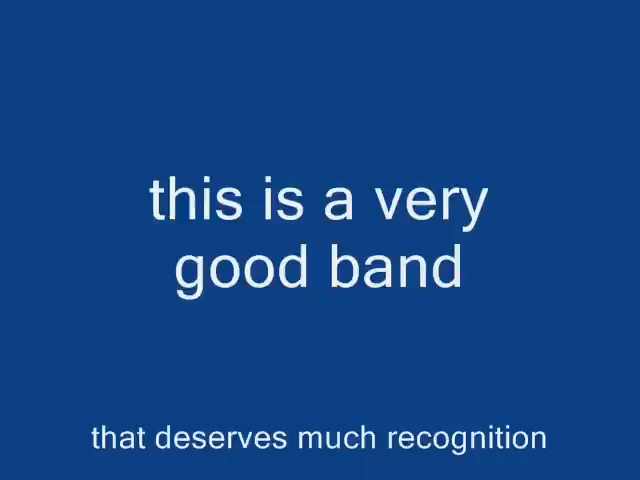 this is a very
good band
that deserves much recognition